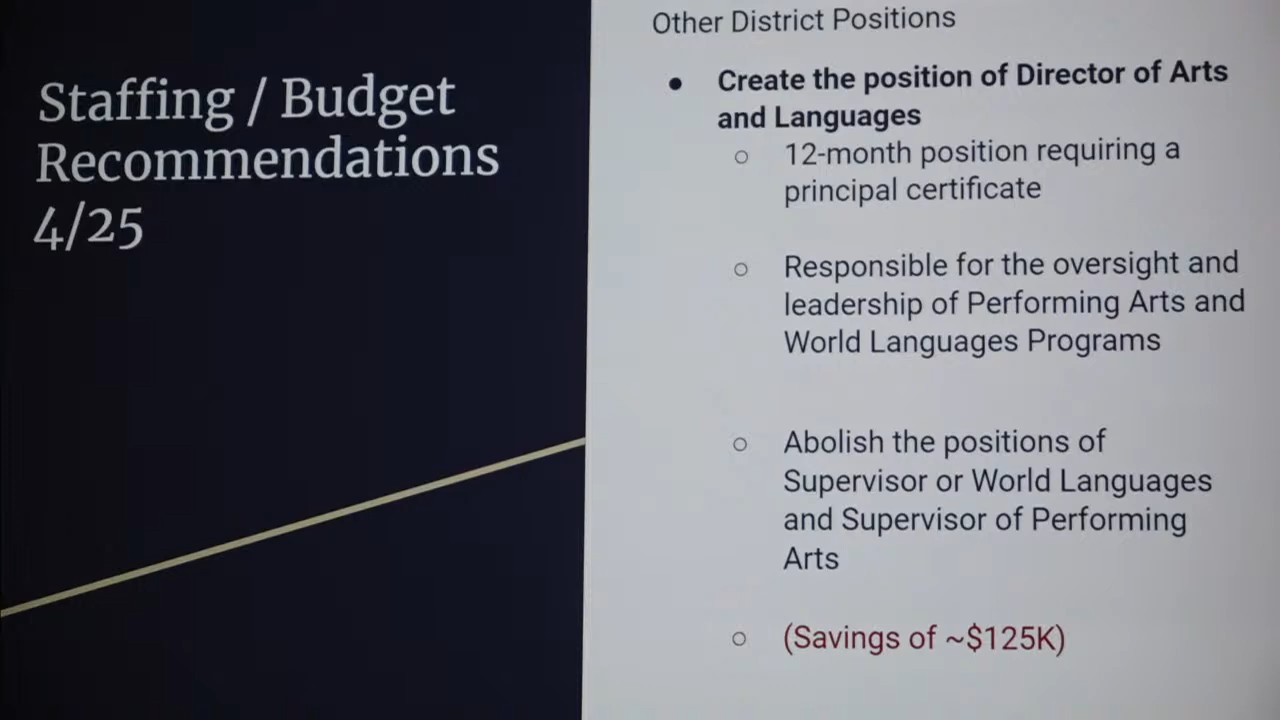 Staffing / Budget
Recommendations
4/25
Other District Positions
● Create the position of Director of Arts
and Languages
○ 12-month position requiring a
principal certificate
○ Responsible for the oversight and
leadership of Performing Arts and
World Languages Programs
○ Abolish the positions of
Supervisor or World Languages
and Supervisor of Performing
Arts
○ (Savings of ~$125K)